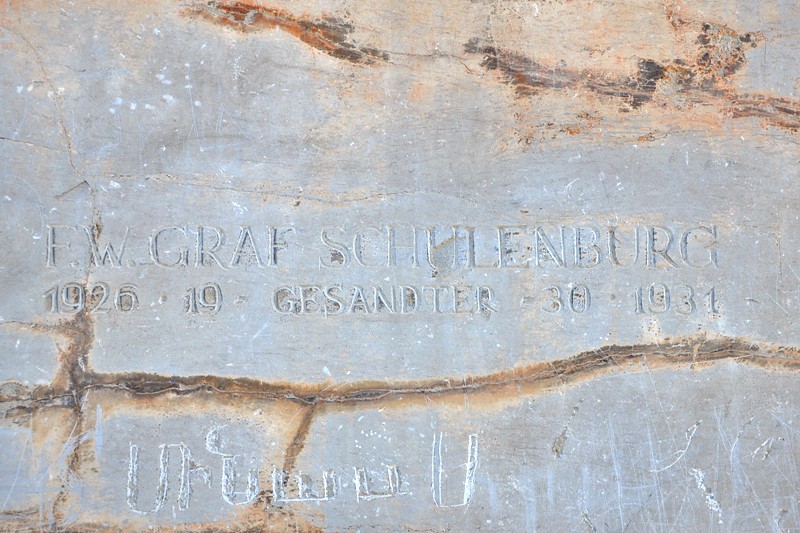 F.W. GRAF SCHULENBURG
1926 · 19 - GESANDTER - 30 · 1931 -